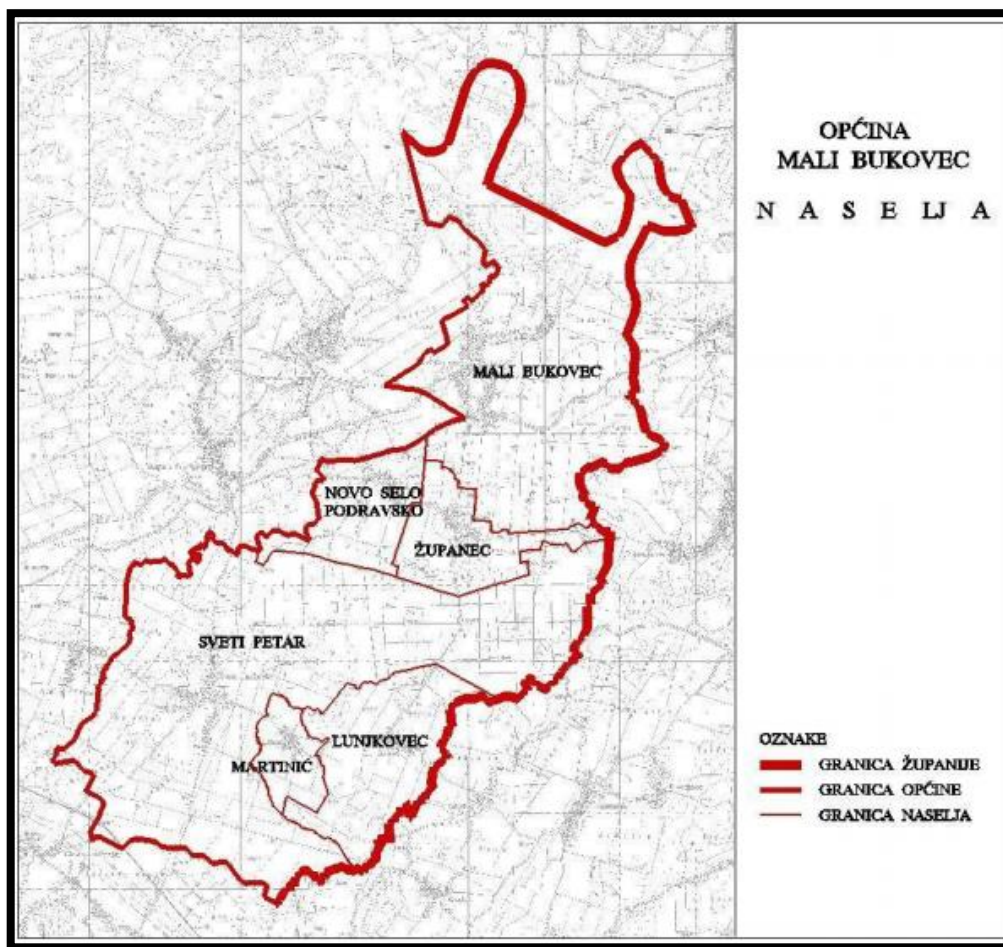 OPĆINA
MALI BUKOVEC
N A S E LJ A
MALI BUKOVEC
NOVO SELO
PODRAVSKO
ŽUPANEC
SVETI PETAR
LUNJKOVEC
MARTINIĆ
OZNAKE
GRANICA ŽUPANIJE
GRANICA OPĆINE
GRANICA NASELJA